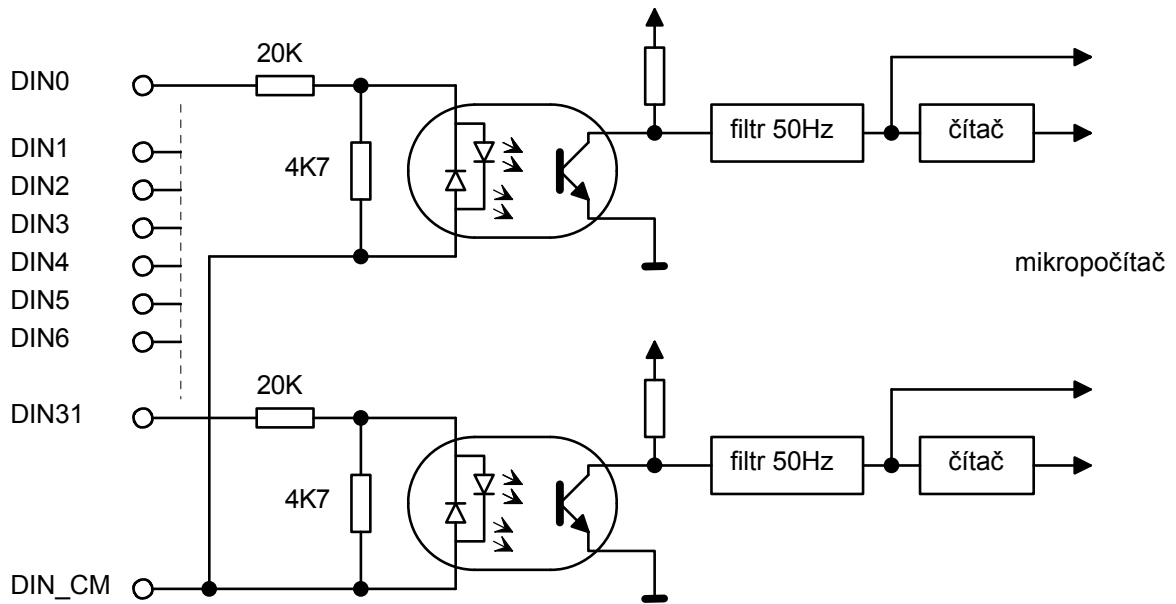 20K
DIN0
filtr 50Hz
čítač
DIN1
4K7
DIN2
DIN3
DIN4
mikropočítač
DIN5
DIN6
20K
DIN31
filtr 50Hz
čítač
4K7
DIN_CM